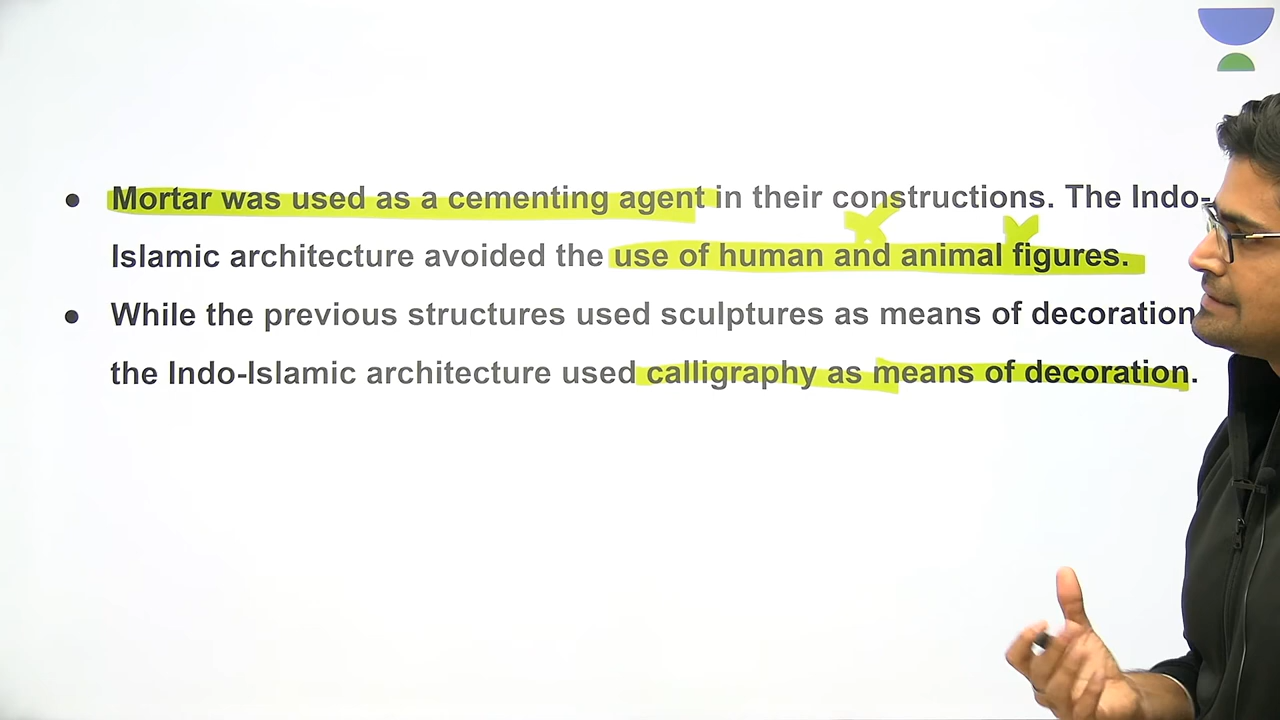 ● Mortar was used as a cementing agent in their constructions. The Indo-
Islamic architecture avoided the use of human and animal figures.
● While the previous structures used sculptures as means of decoration
the Indo-Islamic architecture used calligraphy as means of decoration.